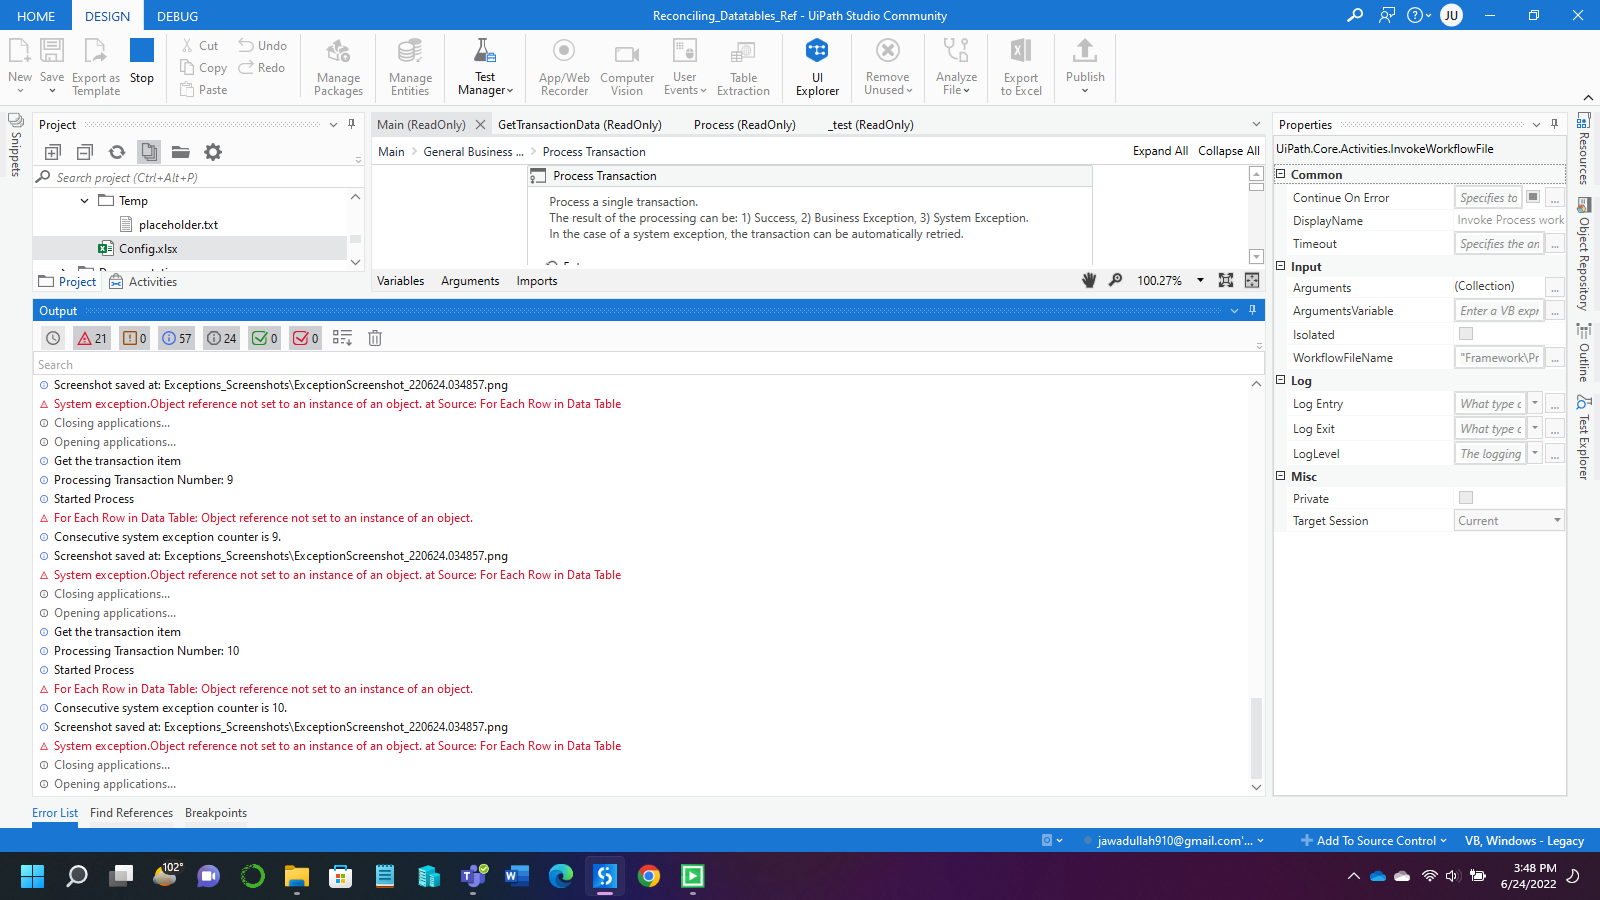 HOME DESIGN DEBUG Reconciling_Datatables_Ref - UiPath Studio Community JU
New Save Export as Template Stop Cut Copy Paste Undo Redo Manage Packages Manage Entities Test Manager App/Web Recorder Computer Vision User Events Table Extraction UI Explorer Remove Unused Analyze File Export to Excel Publish
Snippets
Project
Search project (Ctrl+Alt+P)
Temp
placeholder.txt
Config.xlsx
Project Activities
Main (ReadOnly) GetTransactionData (ReadOnly) Process (ReadOnly) _test (ReadOnly)
Main > General Business ... > Process Transaction Expand All Collapse All
Process Transaction
Process a single transaction.
The result of the processing can be: 1) Success, 2) Business Exception, 3) System Exception.
In the case of a system exception, the transaction can be automatically retried.
Variables Arguments Imports 100.27%
Output
21 0 57 24 0 0
Search
Screenshot saved at: Exceptions_Screenshots\ExceptionScreenshot_220624.034857.png
System exception.Object reference not set to an instance of an object. at Source: For Each Row in Data Table
Closing applications...
Opening applications...
Get the transaction item
Processing Transaction Number: 9
Started Process
For Each Row in Data Table: Object reference not set to an instance of an object.
Consecutive system exception counter is 9.
Screenshot saved at: Exceptions_Screenshots\ExceptionScreenshot_220624.034857.png
System exception.Object reference not set to an instance of an object. at Source: For Each Row in Data Table
Closing applications...
Opening applications...
Get the transaction item
Processing Transaction Number: 10
Started Process
For Each Row in Data Table: Object reference not set to an instance of an object.
Consecutive system exception counter is 10.
Screenshot saved at: Exceptions_Screenshots\ExceptionScreenshot_220624.034857.png
System exception.Object reference not set to an instance of an object. at Source: For Each Row in Data Table
Closing applications...
Opening applications...
Error List Find References Breakpoints
Properties
UiPath.Core.Activities.InvokeWorkflowFile
Common
Continue On Error Specifies to ...
DisplayName Invoke Process work
Timeout Specifies the an ...
Input
Arguments (Collection) ...
ArgumentsVariable Enter a VB expr ...
Isolated
WorkflowFileName "Framework\Pr ...
Log
Log Entry What type c ...
Log Exit What type c ...
LogLevel The logging ...
Misc
Private
Target Session Current
Resources
Object Repository
Outline
Test Explorer
jawadullah910@gmail.com'... Add To Source Control VB, Windows - Legacy
102°
3:48 PM
6/24/2022